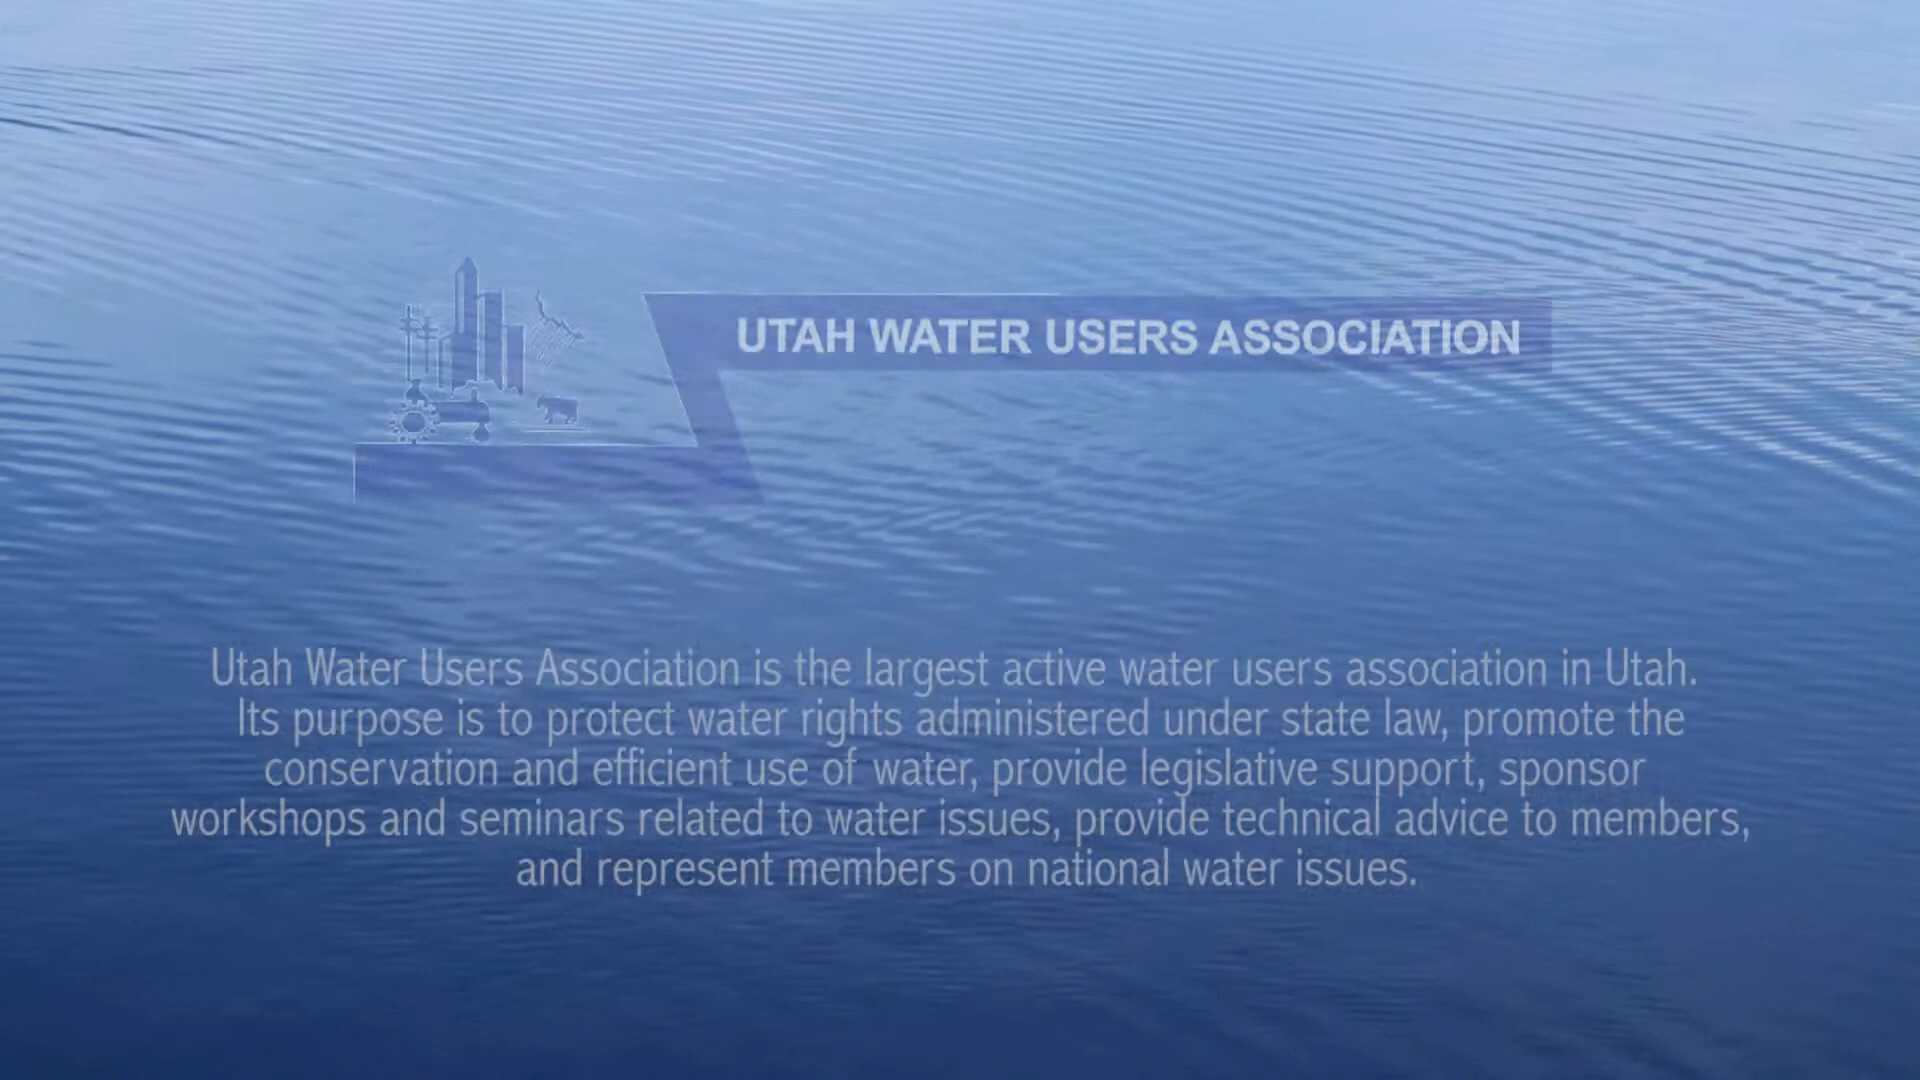 UTAH WATER USERS ASSOCIATION
Utah Water Users Association is the largest active water users association in Utah.
Its purpose is to protect water rights administered under state law, promote the
conservation and efficient use of water, provide legislative support, sponsor
workshops and seminars related to water issues, provide technical advice to members,
and represent members on national water issues.